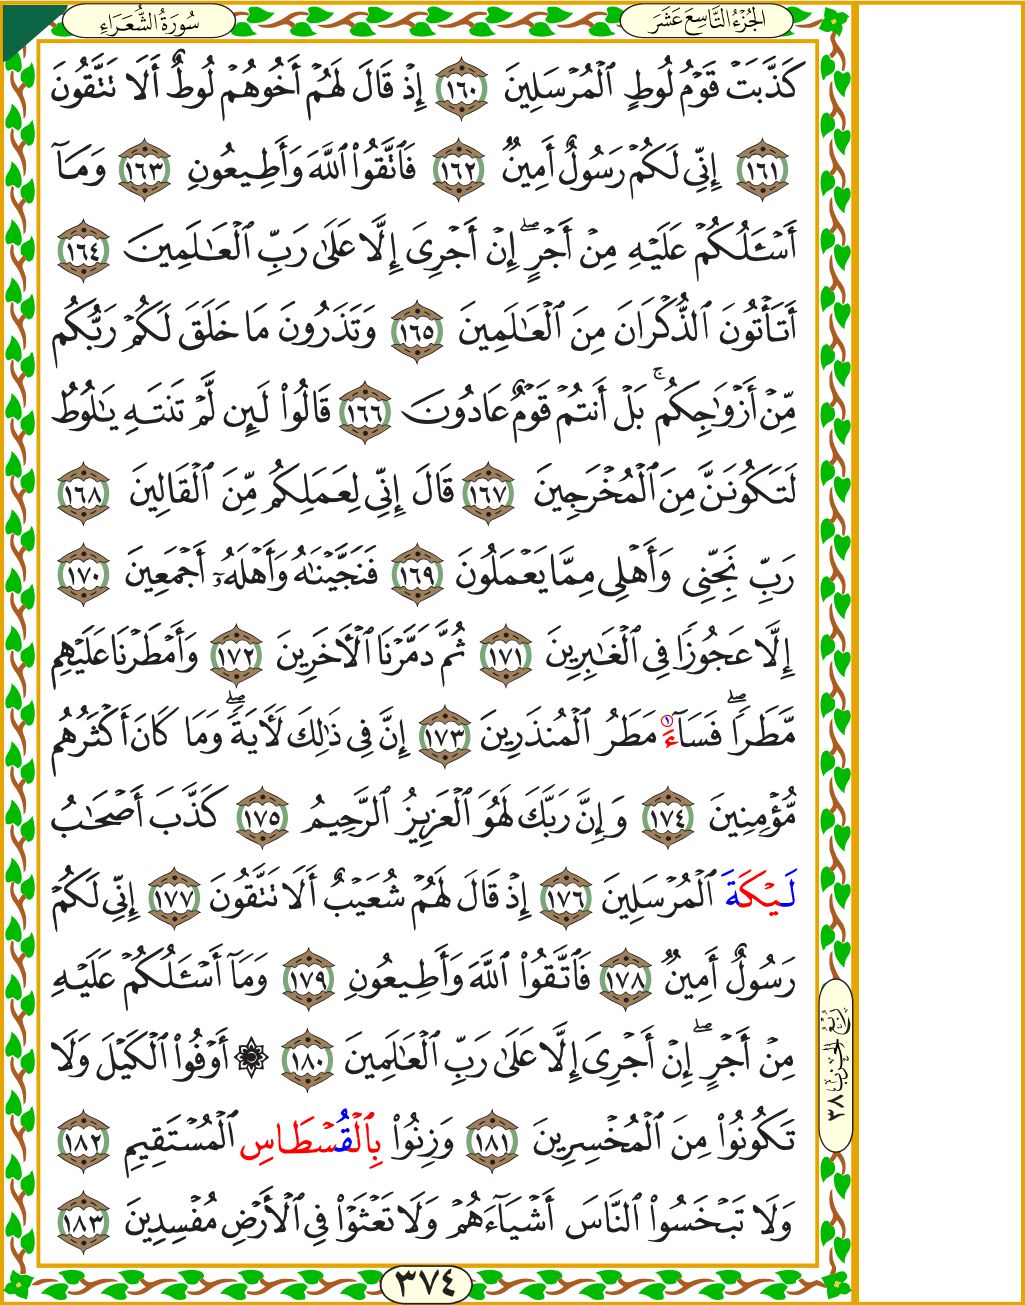 سُورَةُ الشُّعَرَاءِ
الجُزْءُ التَّاسِعَ عَشَرَ
كَذَّبَتْ قَوْمُ لُوطٍ ٱلْمُرْسَلِينَ ١٦٠ إِذْ قَالَ لَهُمْ أَخُوهُمْ لُوطٌ أَلَا تَتَّقُونَ
١٦١ إِنِّي لَكُمْ رَسُولٌ أَمِينٌ ١٦٢ فَٱتَّقُوا۟ ٱللَّهَ وَأَطِيعُونِ ١٦٣ وَمَآ
أَسْـَٔلُكُمْ عَلَيْهِ مِنْ أَجْرٍ ۖ إِنْ أَجْرِىَ إِلَّا عَلَىٰ رَبِّ ٱلْعَـٰلَمِينَ ١٦٤
أَتَأْتُونَ ٱلذُّكْرَانَ مِنَ ٱلْعَـٰلَمِينَ ١٦٥ وَتَذَرُونَ مَا خَلَقَ لَكُمْ رَبُّكُم
مِّنْ أَزْوَٰجِكُم ۚ بَلْ أَنتُمْ قَوْمٌ عَادُونَ ١٦٦ قَالُوا۟ لَئِن لَّمْ تَنتَهِ يَـٰلُوطُ
لَتَكُونَنَّ مِنَ ٱلْمُخْرَجِينَ ١٦٧ قَالَ إِنِّي لِعَمَلِكُم مِّنَ ٱلْقَالِينَ ١٦٨
رَبِّ نَجِّنِي وَأَهْلِي مِمَّا يَعْمَلُونَ ١٦٩ فَنَجَّيْنَـٰهُ وَأَهْلَهُۥٓ أَجْمَعِينَ ١٧٠
إِلَّا عَجُوزًا فِي ٱلْغَـٰبِرِينَ ١٧١ ثُمَّ دَمَّرْنَا ٱلْأَخَرِينَ ١٧٢ وَأَمْطَرْنَا عَلَيْهِم
مَّطَرًا ۖ فَسَآءَ ١ مَطَرُ ٱلْمُنذَرِينَ ١٧٣ إِنَّ فِي ذَٰلِكَ لَأَيَةً ۖ وَمَا كَانَ أَكْثَرُهُم
مُّؤْمِنِينَ ١٧٤ وَإِنَّ رَبَّكَ لَهُوَ ٱلْعَزِيزُ ٱلرَّحِيمُ ١٧٥ كَذَّبَ أَصْحَـٰبُ
لَيْكَةَ ٱلْمُرْسَلِينَ ١٧٦ إِذْ قَالَ لَهُمْ شُعَيْبٌ أَلَا تَتَّقُونَ ١٧٧ إِنِّي لَكُمْ
رَسُولٌ أَمِينٌ ١٧٨ فَٱتَّقُوا۟ ٱللَّهَ وَأَطِيعُونِ ١٧٩ وَمَآ أَسْـَٔلُكُمْ عَلَيْهِ
مِنْ أَجْرٍ ۖ إِنْ أَجْرِىَ إِلَّا عَلَىٰ رَبِّ ٱلْعَـٰلَمِينَ ١٨٠ ۞ أَوْفُوا۟ ٱلْكَيْلَ وَلَا
تَكُونُوا۟ مِنَ ٱلْمُخْسِرِينَ ١٨١ وَزِنُوا۟ بِٱلْقُسْطَاسِ ٱلْمُسْتَقِيمِ ١٨٢
وَلَا تَبْخَسُوا۟ ٱلنَّاسَ أَشْيَآءَهُمْ وَلَا تَعْثَوْا۟ فِي ٱلْأَرْضِ مُفْسِدِينَ ١٨٣
رُبْعُ الحِزْبِ ٣٨
٣٧٤